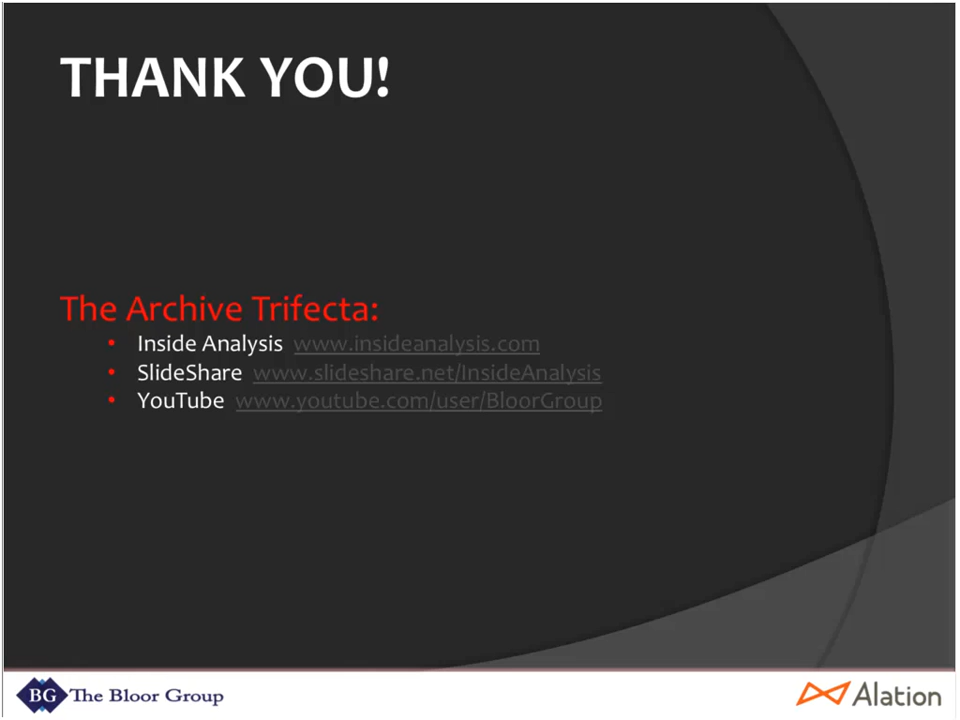 THANK YOU!
The Archive Trifecta:
• Inside Analysis www.insideanalysis.com
• SlideShare www.slideshare.net/InsideAnalysis
• YouTube www.youtube.com/user/BloorGroup
BG The Bloor Group
Alation